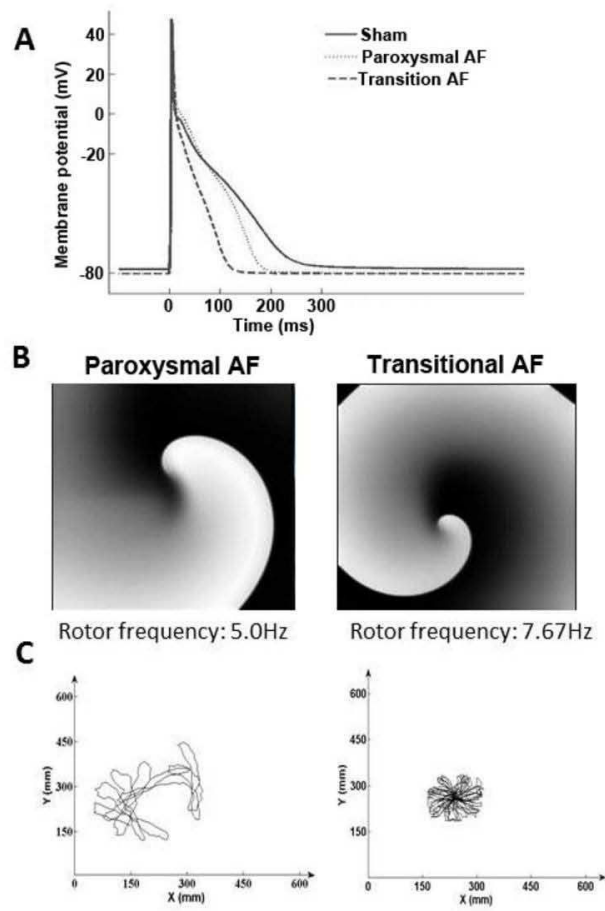 A
Membrane potential (mV)
40
20
0
-20
-80
Sham
Paroxysmal AF
Transition AF
0 100 200 300
Time (ms)
B
Paroxysmal AF Transitional AF
Rotor frequency: 5.0Hz Rotor frequency: 7.67Hz
C
600
450
300
150
Y (mm)
0 150 300 450 600
X (mm)
600
450
300
150
Y (mm)
0 150 300 450 600
X (mm)